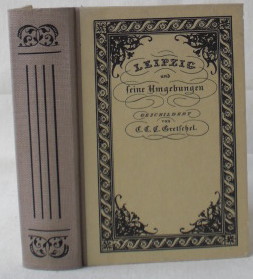 LEIPZIG
und
seine Umgebungen
GESCHILDERT
VON
C. C. C. Gretschel.